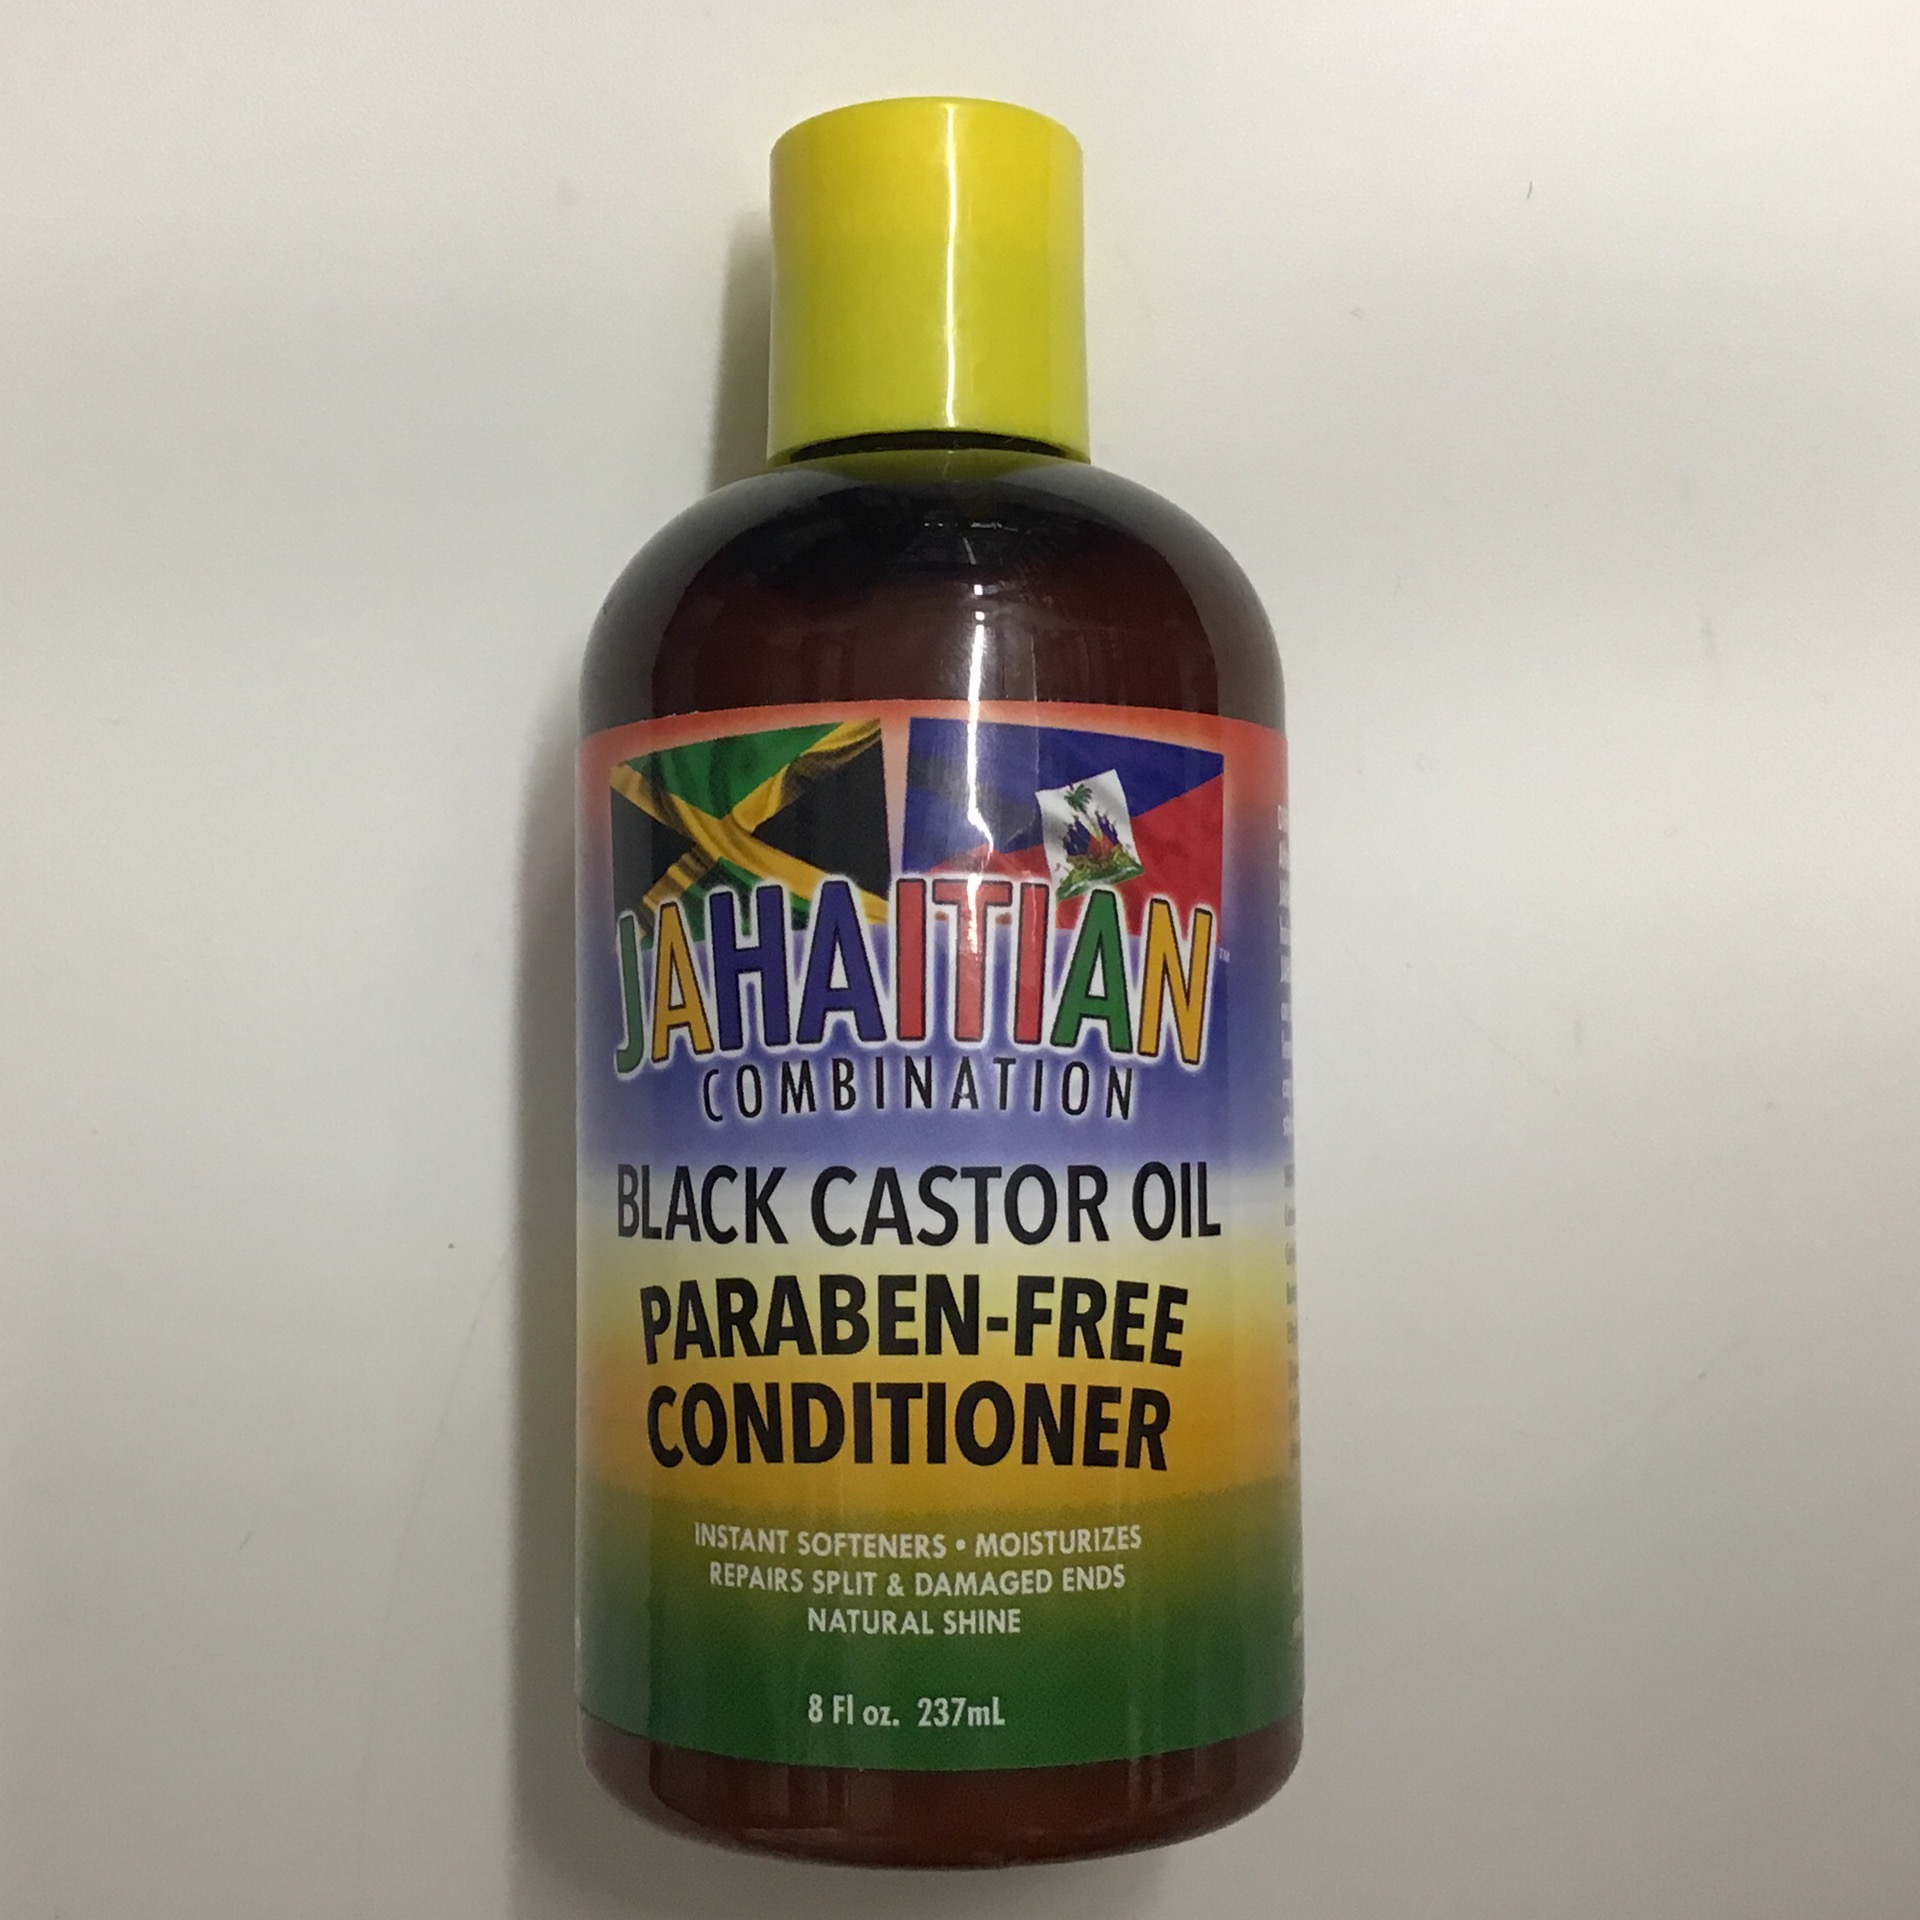 JAHAITIAN™
COMBINATION
BLACK CASTOR OIL
PARABEN-FREE
CONDITIONER
INSTANT SOFTENERS • MOISTURIZES
REPAIRS SPLIT & DAMAGED ENDS
NATURAL SHINE
8 Fl oz. 237mL